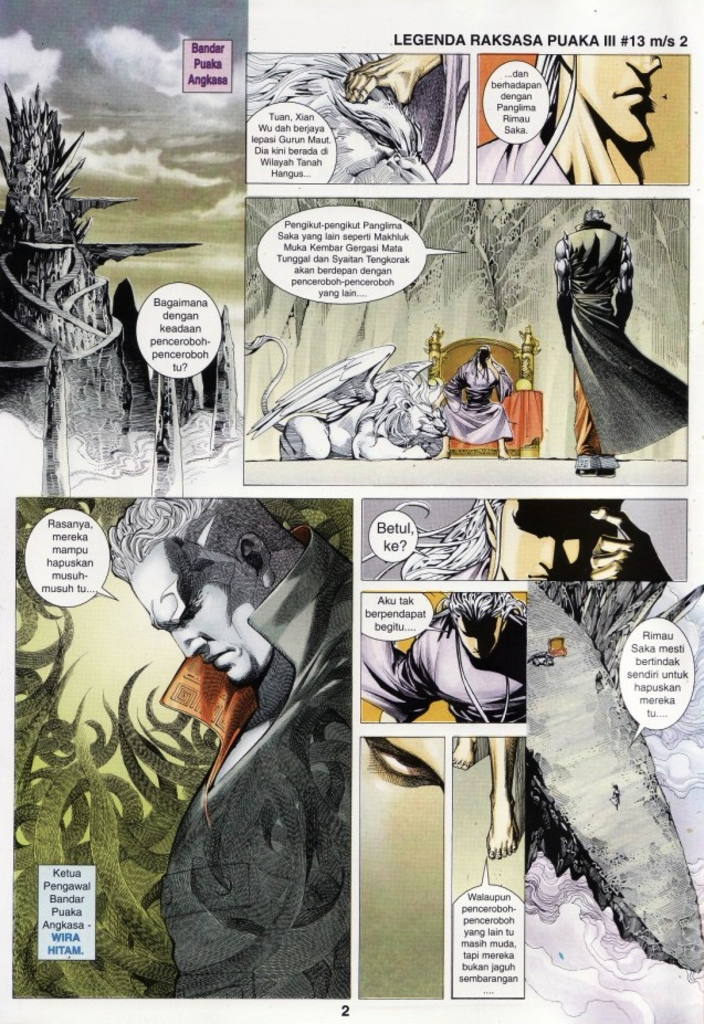 LEGENDA RAKSASA PUAKA III #13 m/s 2
Bandar
Puaka
Angkasa
Bagaimana
dengan
keadaan
penceroboh-
penceroboh
tu?
Tuan, Xian
Wu dah berjaya
lepasi Gurun Maut.
Dia kini berada di
Wilayah Tanah
Hangus...
...dan
berhadapan
dengan
Panglima
Rimau
Saka.
Pengikut-pengikut Panglima
Saka yang lain seperti Makhluk
Muka Kembar Gergasi Mata
Tunggal dan Syaitan Tengkorak
akan berdepan dengan
penceroboh-penceroboh
yang lain....
Rasanya,
mereka
mampu
hapuskan
musuh-
musuh tu....
Ketua
Pengawal
Bandar
Puaka
Angkasa -
WIRA
HITAM.
Betul,
ke?
Aku tak
berpendapat
begitu....
Rimau
Saka mesti
bertindak
sendiri untuk
hapuskan
mereka
tu....
Walaupun
penceroboh-
penceroboh
yang lain tu
masih muda,
tapi mereka
bukan jaguh
sembarangan
....
2